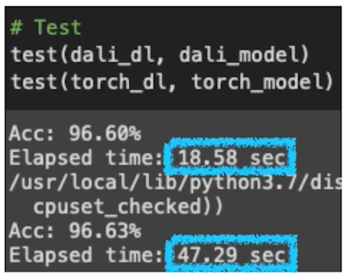 # Test
test(dali_dl, dali_model)
test(torch_dl, torch_model)
Acc: 96.60%
Elapsed time: 18.58 sec
/usr/local/lib/python3.7/dis
cpuset_checked))
Acc: 96.63%
Elapsed time: 47.29 sec